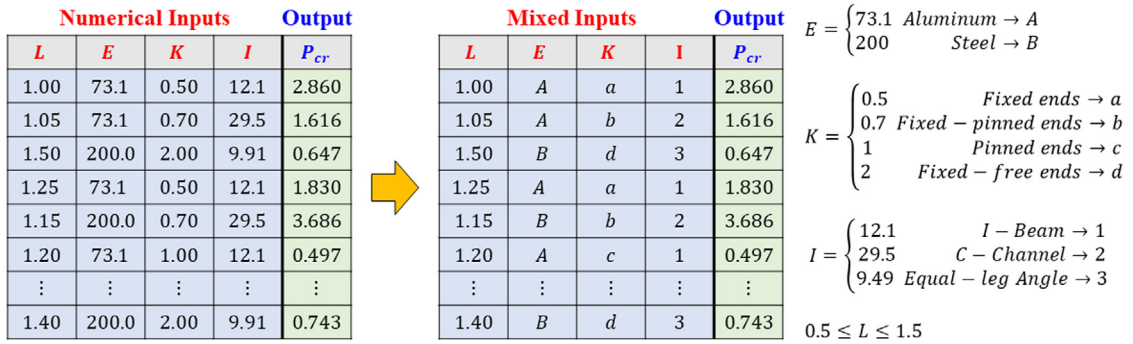 Numerical Inputs Output
L E K I P_cr
1.00 73.1 0.50 12.1 2.860
1.05 73.1 0.70 29.5 1.616
1.50 200.0 2.00 9.91 0.647
1.25 73.1 0.50 12.1 1.830
1.15 200.0 0.70 29.5 3.686
1.20 73.1 1.00 12.1 0.497
⋮ ⋮ ⋮ ⋮ ⋮
1.40 200.0 2.00 9.91 0.743
Mixed Inputs Output
L E K I P_cr
1.00 A a 1 2.860
1.05 A b 2 1.616
1.50 B d 3 0.647
1.25 A a 1 1.830
1.15 B b 2 3.686
1.20 A c 1 0.497
⋮ ⋮ ⋮ ⋮ ⋮
1.40 B d 3 0.743
E = {
73.1 Aluminum → A
200 Steel → B
K = {
0.5 Fixed ends → a
0.7 Fixed − pinned ends → b
1 Pinned ends → c
2 Fixed − free ends → d
I = {
12.1 I − Beam → 1
29.5 C − Channel → 2
9.49 Equal − leg Angle → 3
0.5 ≤ L ≤ 1.5